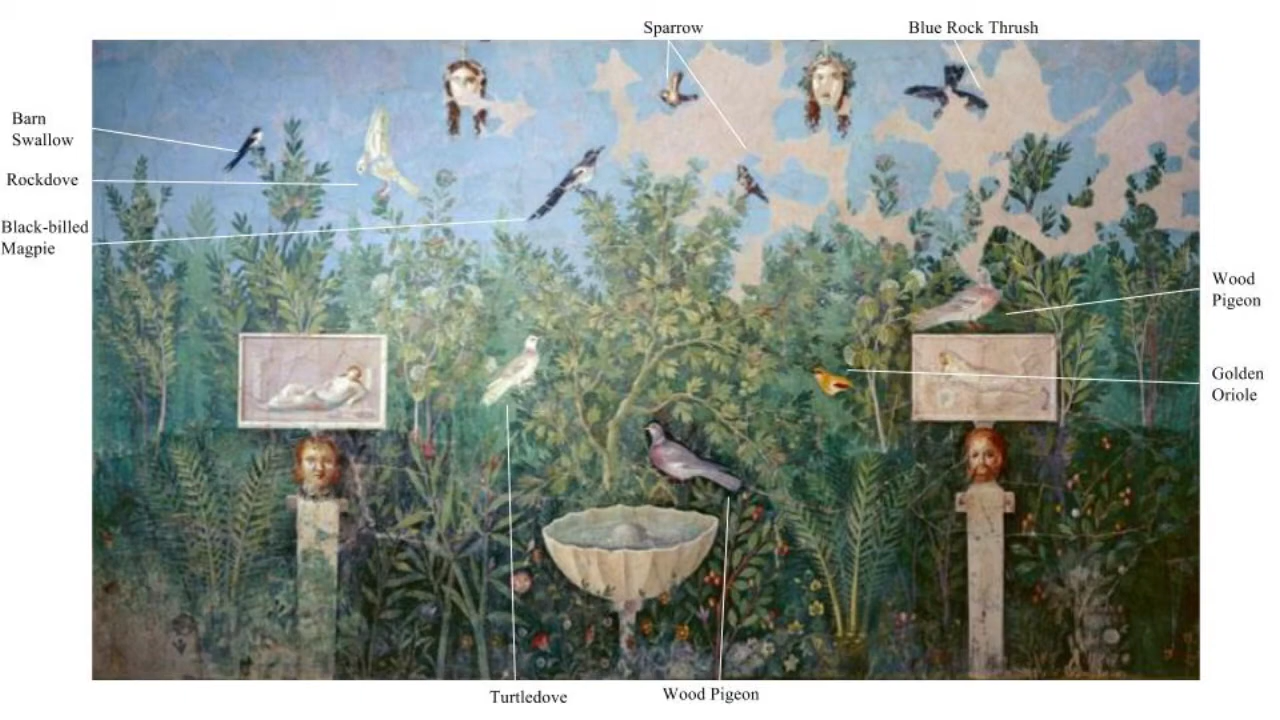 Sparrow
Blue Rock Thrush
Barn
Swallow
Rockdove
Black-billed
Magpie
Wood
Pigeon
Golden
Oriole
Turtledove
Wood Pigeon